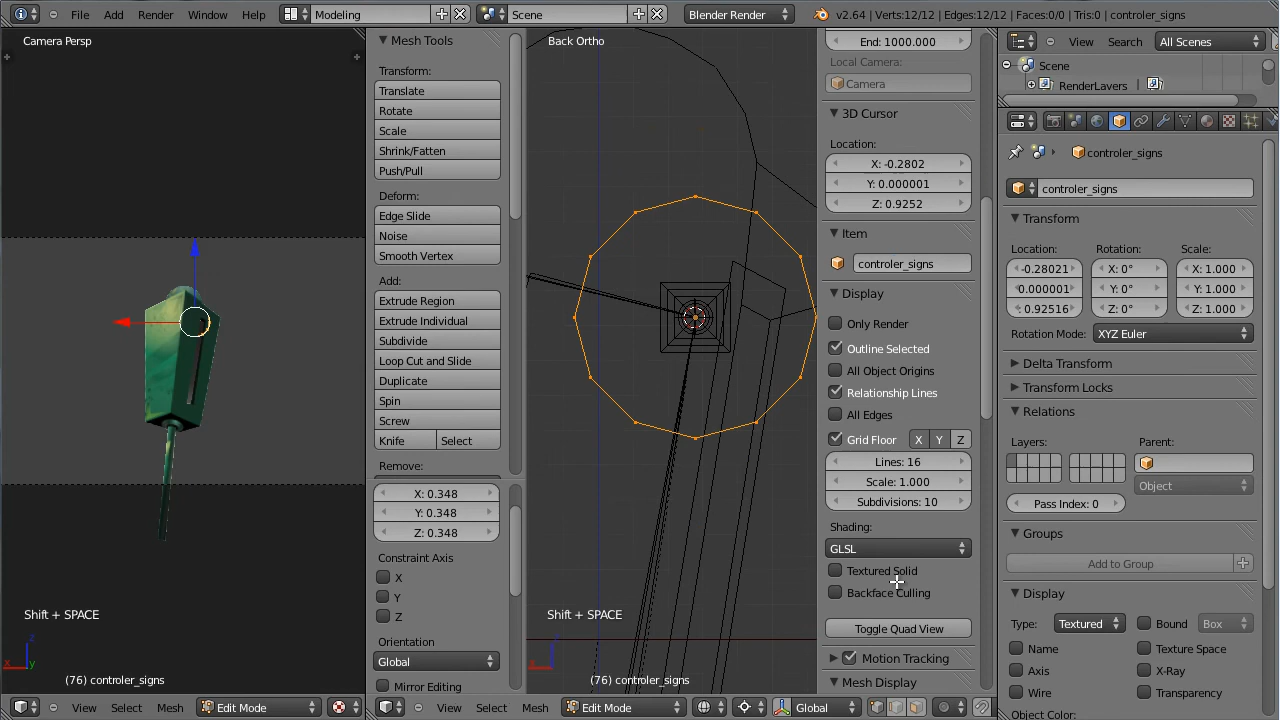 File Add Render Window Help Modeling Scene Blender Render v2.64 | Verts:12/12 | Edges:12/12 | Faces:0/0 | Tris:0 | controler_signs
Camera Persp
Shift + SPACE
z
x
y
(76) controler_signs
View Select Mesh Edit Mode
Mesh Tools
Transform:
Translate
Rotate
Scale
Shrink/Fatten
Push/Pull
Deform:
Edge Slide
Noise
Smooth Vertex
Add:
Extrude Region
Extrude Individual
Subdivide
Loop Cut and Slide
Duplicate
Spin
Screw
Knife Select
Remove:
X: 0.348
Y: 0.348
Z: 0.348
Constraint Axis
X
Y
Z
Orientation
Global
Mirror Editing
Back Ortho
Shift + SPACE
x
(76) controler_signs
View Select Mesh Edit Mode Global
End: 1000.000
Local Camera:
Camera
3D Cursor
Location:
X: -0.2802
Y: 0.000001
Z: 0.9252
Item
controler_signs
Display
Only Render
Outline Selected
All Object Origins
Relationship Lines
All Edges
Grid Floor X Y Z
Lines: 16
Scale: 1.000
Subdivisions: 10
Shading:
GLSL
Textured Solid
Backface Culling
Toggle Quad View
Motion Tracking
Mesh Display
View Search All Scenes
Scene
RenderLayers
controler_signs
controler_signs
Transform
Location: Rotation: Scale:
-0.28021 X: 0° X: 1.000
0.000001 Y: 0° Y: 1.000
.92516 Z: 0° Z: 1.000
Rotation Mode: XYZ Euler
Delta Transform
Transform Locks
Relations
Layers: Parent:
Object
Pass Index: 0
Groups
Add to Group
Display
Type: Textured Bound Box
Name Texture Space
Axis X-Ray
Wire Transparency
Object Color: